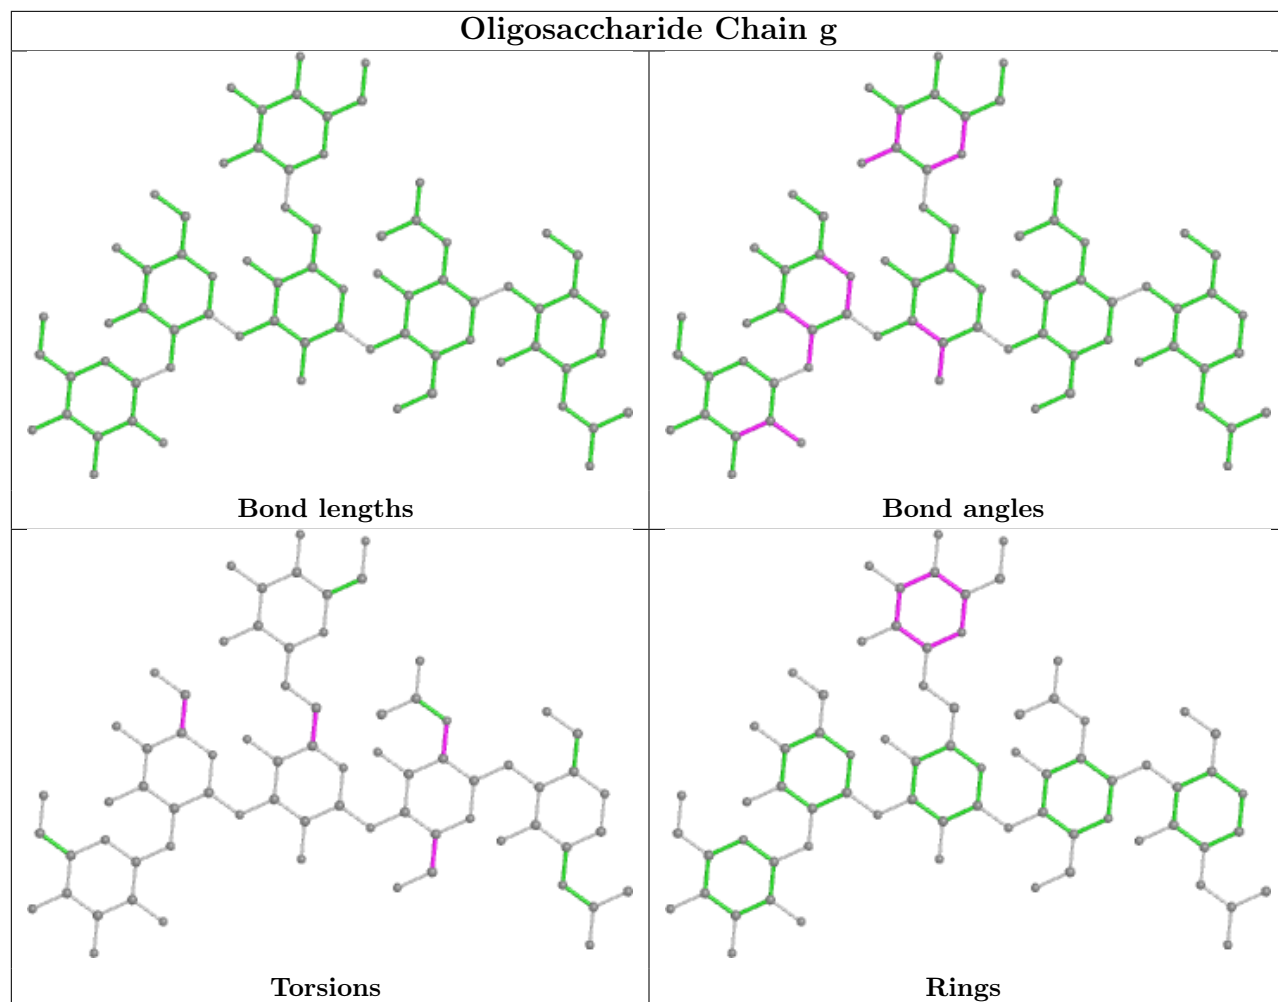 Oligosaccharide Chain g
Bond lengths
Bond angles
Torsions
Rings